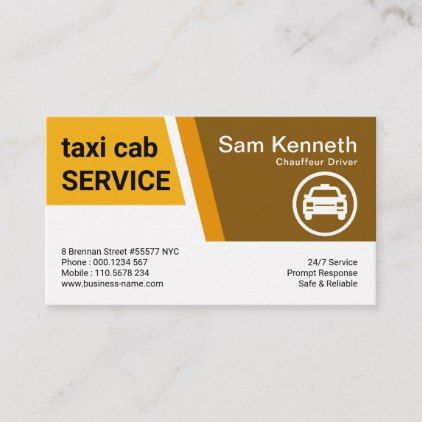 taxi cab
SERVICE
Sam Kenneth
Chauffeur Driver
8 Brennan Street #55577 NYC
Phone : 000.1234 567
Mobile : 110.5678 234
www.business-name.com
24/7 Service
Prompt Response
Safe & Reliable